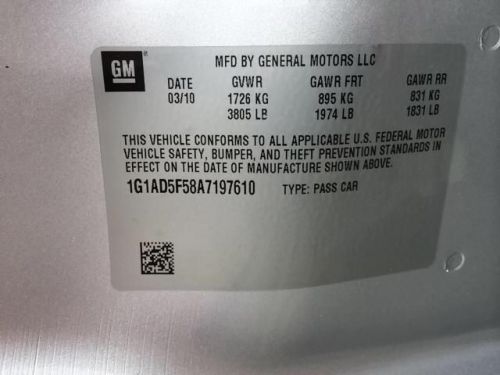 GM
MFD BY GENERAL MOTORS LLC
DATE GVWR GAWR FRT GAWR RR
03/10 1726 KG 895 KG 831 KG
3805 LB 1974 LB 1831 LB
THIS VEHICLE CONFORMS TO ALL APPLICABLE U.S. FEDERAL MOTOR
VEHICLE SAFETY, BUMPER, AND THEFT PREVENTION STANDARDS IN
EFFECT ON THE DATE OF MANUFACTURE SHOWN ABOVE.
1G1AD5F58A7197610 TYPE: PASS CAR